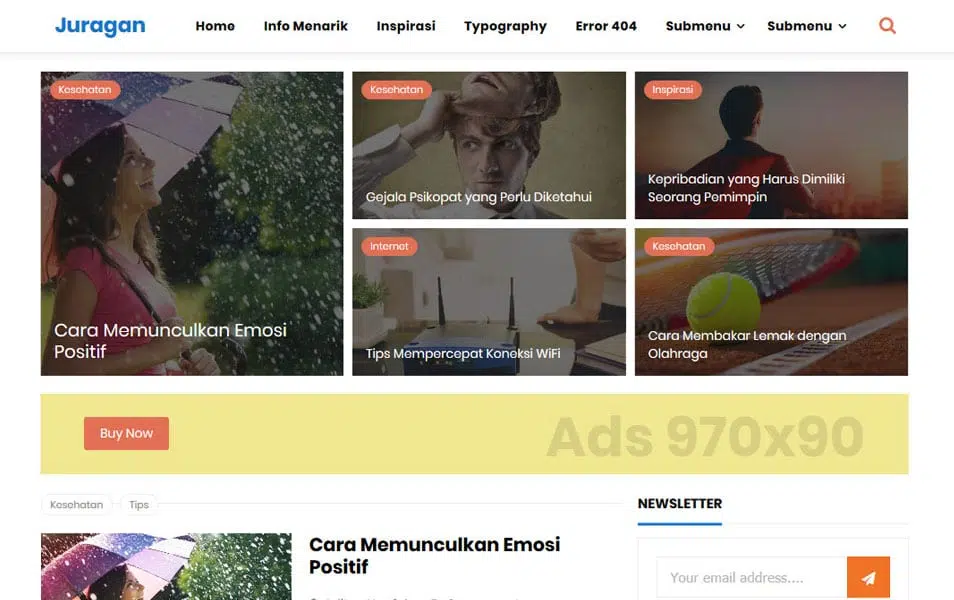 Juragan
Home
Info Menarik
Inspirasi
Typography
Error 404
Submenu
Submenu
Kesehatan
Cara Memunculkan Emosi
Positif
Kesehatan
Gejala Psikopat yang Perlu Diketahui
Inspirasi
Kepribadian yang Harus Dimiliki
Seorang Pemimpin
Internet
Tips Mempercepat Koneksi WiFi
Kesehatan
Cara Membakar Lemak dengan
Olahraga
Buy Now
Ads 970x90
Kesehatan
Tips
Cara Memunculkan Emosi
Positif
NEWSLETTER
Your email address....